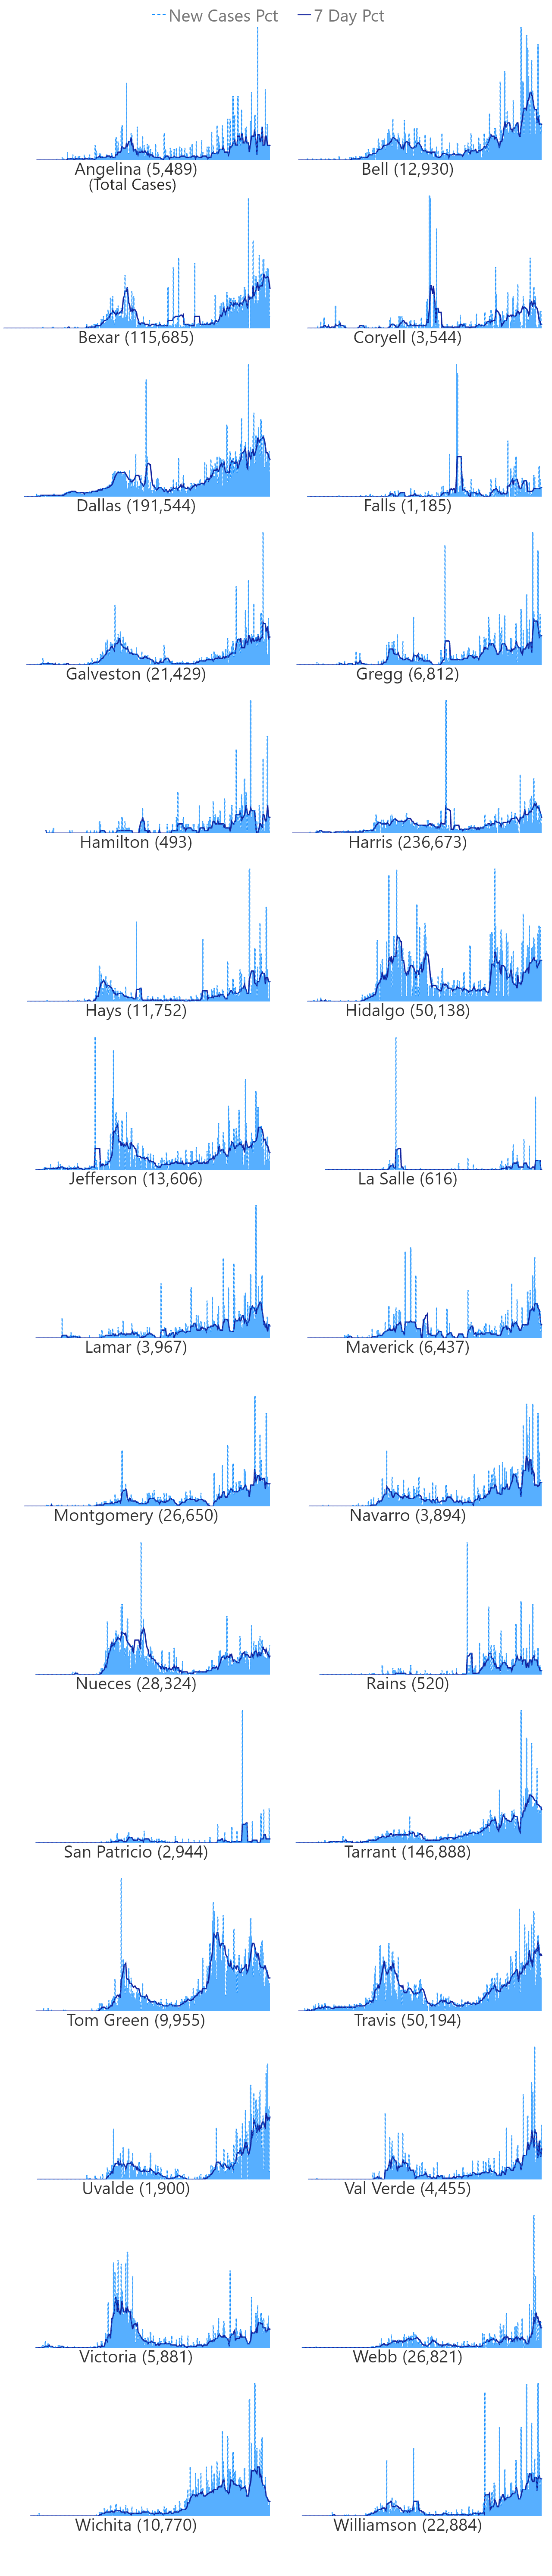 New Cases Pct 7 Day Pct
Angelina (5,489)
(Total Cases)
Bell (12,930)
Bexar (115,685)
Coryell (3,544)
Dallas (191,544)
Falls (1,185)
Galveston (21,429)
Gregg (6,812)
Hamilton (493)
Harris (236,673)
Hays (11,752)
Hidalgo (50,138)
Jefferson (13,606)
La Salle (616)
Lamar (3,967)
Maverick (6,437)
Montgomery (26,650)
Navarro (3,894)
Nueces (28,324)
Rains (520)
San Patricio (2,944)
Tarrant (146,888)
Tom Green (9,955)
Travis (50,194)
Uvalde (1,900)
Val Verde (4,455)
Victoria (5,881)
Webb (26,821)
Wichita (10,770)
Williamson (22,884)